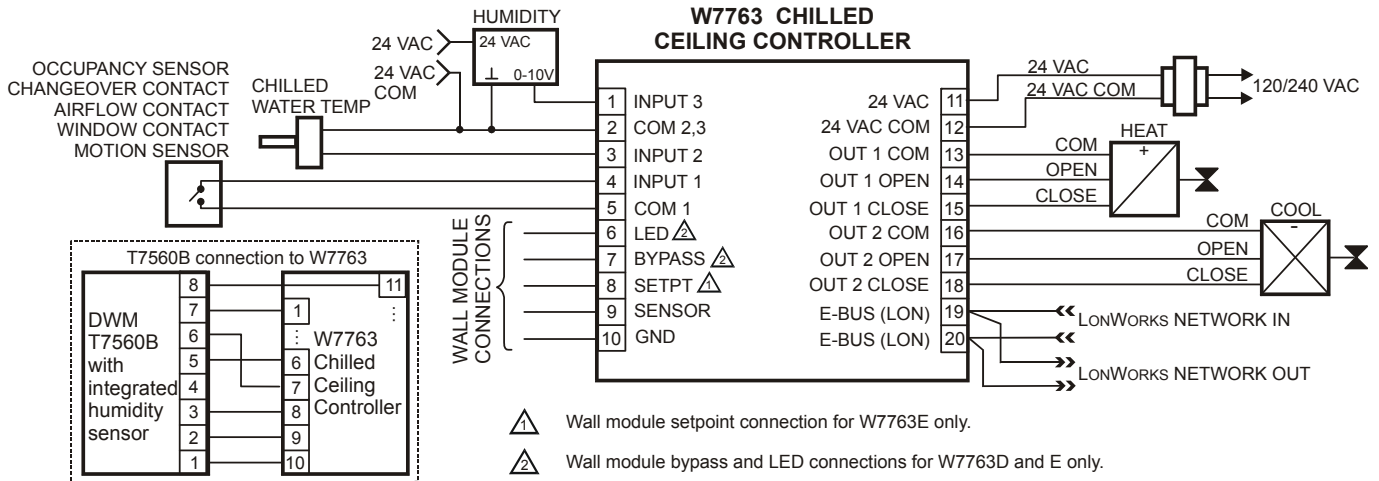 W7763 CHILLED
CEILING CONTROLLER
HUMIDITY
24 VAC
24 VAC
24 VAC
COM
⊥ 0-10V
OCCUPANCY SENSOR
CHANGEOVER CONTACT
AIRFLOW CONTACT
WINDOW CONTACT
MOTION SENSOR
CHILLED
WATER TEMP
1 INPUT 3
2 COM 2,3
3 INPUT 2
4 INPUT 1
5 COM 1
6 LED 2
7 BYPASS 2
8 SETPT 1
9 SENSOR
10 GND
WALL MODULE
CONNECTIONS
24 VAC 11
24 VAC COM 12
OUT 1 COM 13
OUT 1 OPEN 14
OUT 1 CLOSE 15
OUT 2 COM 16
OUT 2 OPEN 17
OUT 2 CLOSE 18
E-BUS (LON) 19
E-BUS (LON) 20
24 VAC
24 VAC COM
120/240 VAC
HEAT
COM
OPEN
CLOSE
+
COOL
COM
OPEN
CLOSE
-
LONWORKS NETWORK IN
LONWORKS NETWORK OUT
T7560B connection to W7763
DWM
T7560B
with
integrated
humidity
sensor
8
7
6
5
4
3
2
1
11
1
6
7
8
9
10
W7763
Chilled
Ceiling
Controller
1 Wall module setpoint connection for W7763E only.
2 Wall module bypass and LED connections for W7763D and E only.